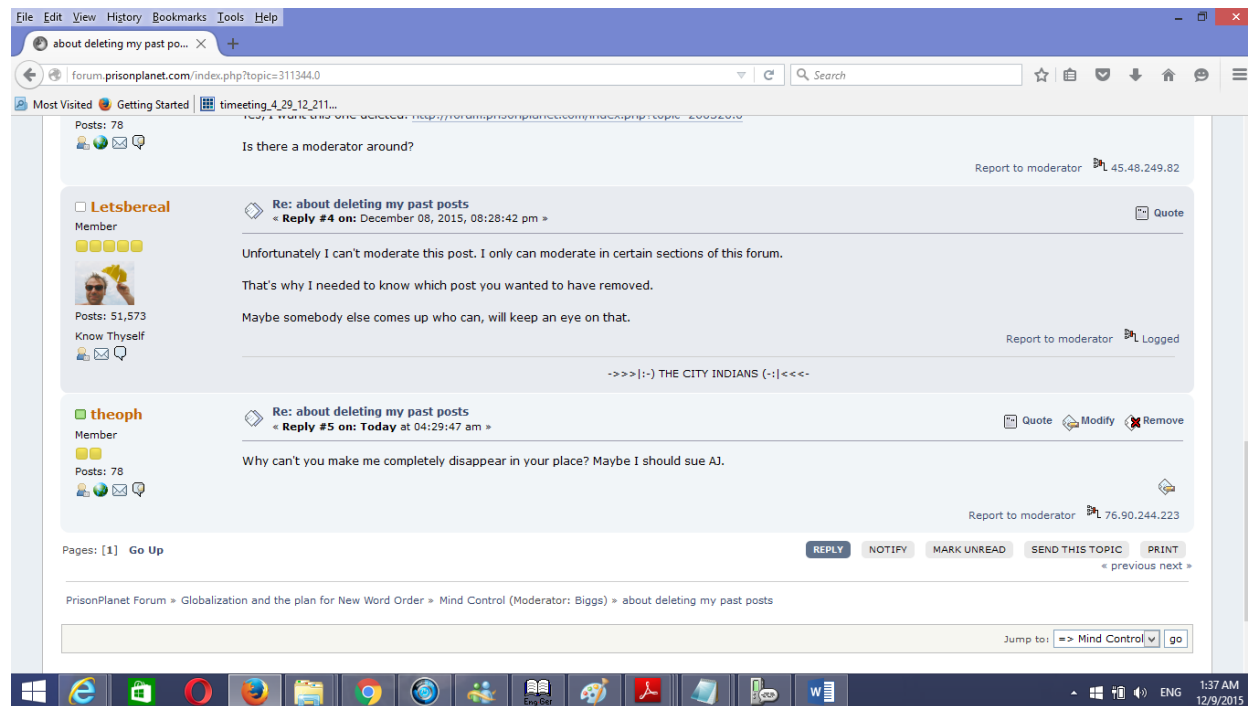 File Edit View History Bookmarks Tools Help
about deleting my past po...
forum.prisonplanet.com/index.php?topic=311344.0
Search
Most Visited Getting Started timeeting_4_29_12_211...
Posts: 78
Yes, I want this one deleted:
Is there a moderator around?
Report to moderator 45.48.249.82
Letsbereal
Member
Posts: 51,573
Know Thyself
Re: about deleting my past posts
« Reply #4 on: December 08, 2015, 08:28:42 pm »
Quote
Unfortunately I can't moderate this post. I only can moderate in certain sections of this forum.
That's why I needed to know which post you wanted to have removed.
Maybe somebody else comes up who can, will keep an eye on that.
Report to moderator Logged
->>>|:-) THE CITY INDIANS (-:|<<<-
theoph
Member
Posts: 78
Re: about deleting my past posts
« Reply #5 on: Today at 04:29:47 am »
Quote Modify Remove
Why can't you make me completely disappear in your place? Maybe I should sue AJ.
Report to moderator 76.90.244.223
Pages: [1] Go Up
REPLY NOTIFY MARK UNREAD SEND THIS TOPIC PRINT
« previous next »
PrisonPlanet Forum » Globalization and the plan for New Word Order » Mind Control (Moderator: Biggs) » about deleting my past posts
Jump to: => Mind Control go
Eng Ger
ENG
1:37 AM
12/9/2015